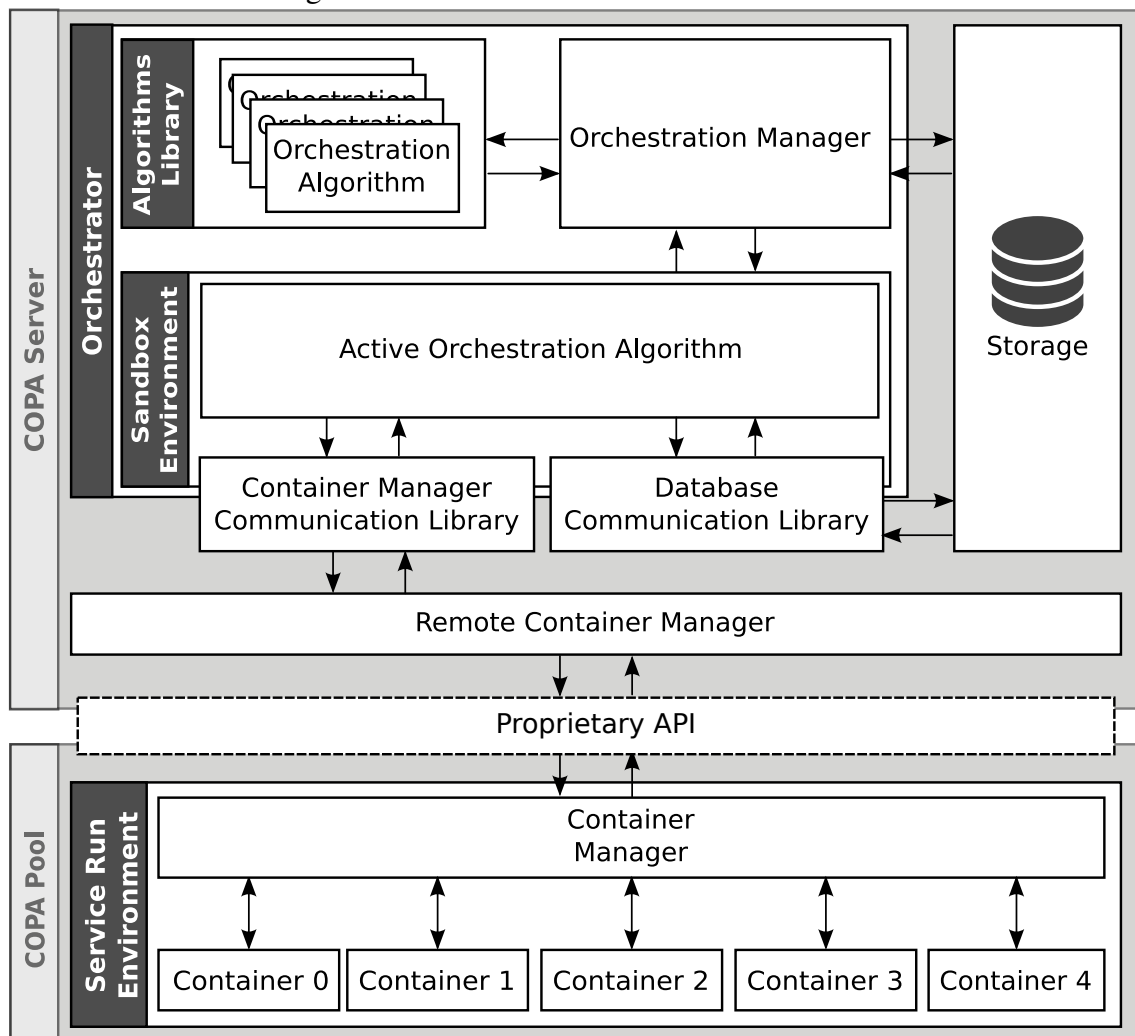 COPA Server
Orchestrator
Algorithms
Library
Orchestration
Orchestration
Orchestration
Algorithm
Orchestration Manager
Storage
Sandbox
Environment
Active Orchestration Algorithm
Container Manager
Communication Library
Database
Communication Library
Remote Container Manager
Proprietary API
COPA Pool
Service Run
Environment
Container
Manager
Container 0
Container 1
Container 2
Container 3
Container 4